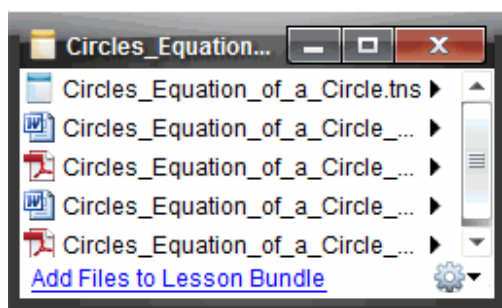 Circles_Equation...
Circles_Equation_of_a_Circle.tns
Circles_Equation_of_a_Circle_...
Circles_Equation_of_a_Circle_...
Circles_Equation_of_a_Circle_...
Circles_Equation_of_a_Circle_...
Add Files to Lesson Bundle